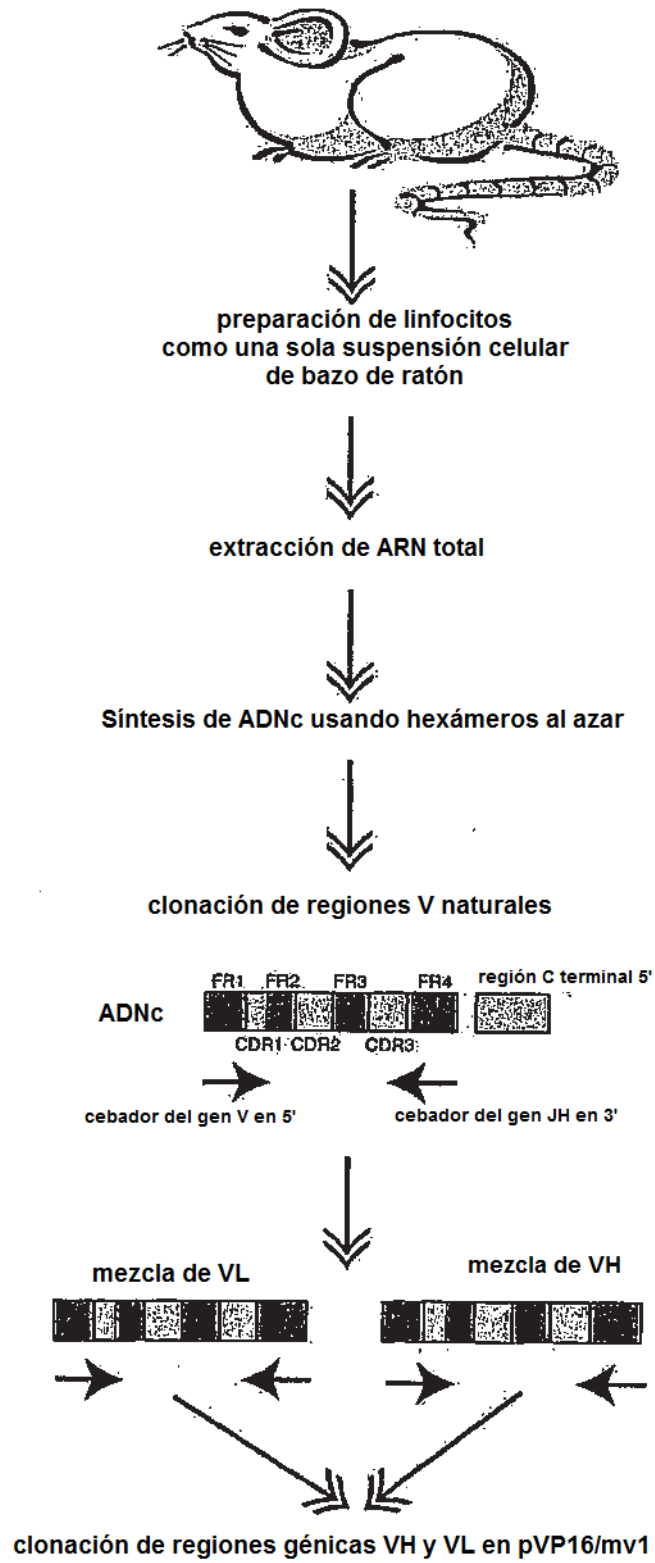 preparación de linfocitos
como una sola suspensión celular
de bazo de ratón
extracción de ARN total
Síntesis de ADNc usando hexámeros al azar
clonación de regiones V naturales
FR1 FR2 FR3 FR4 región C terminal 5'
ADNc
CDR1 CDR2 CDR3
cebador del gen V en 5' cebador del gen JH en 3'
mezcla de VL mezcla de VH
clonación de regiones génicas VH y VL en pVP16/mv1